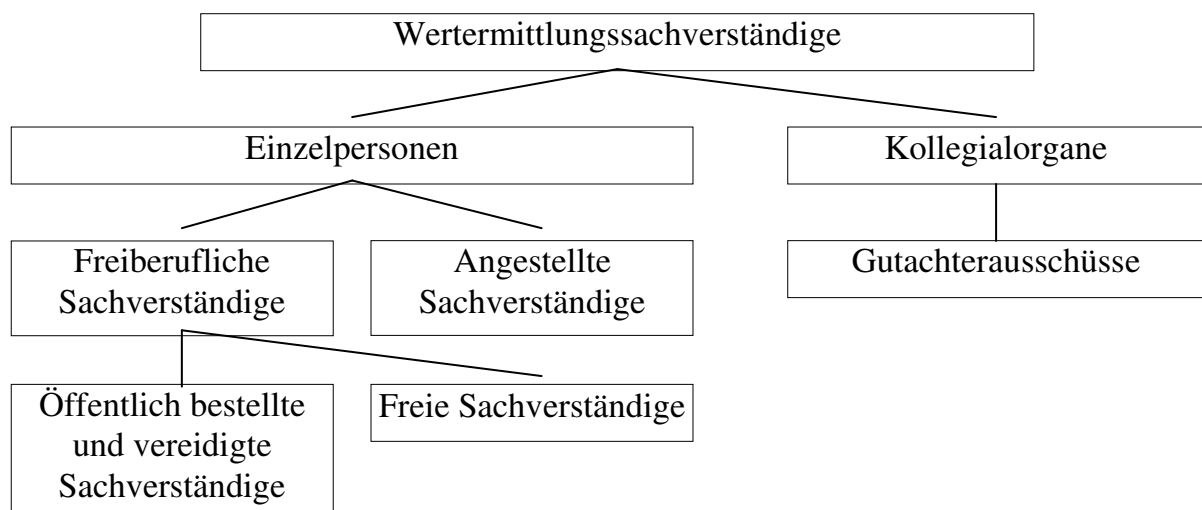 Wertermittlungssachverständige
Einzelpersonen
Kollegialorgane
Freiberufliche
Sachverständige
Angestellte
Sachverständige
Gutachterausschüsse
Öffentlich bestellte
und vereidigte
Sachverständige
Freie Sachverständige